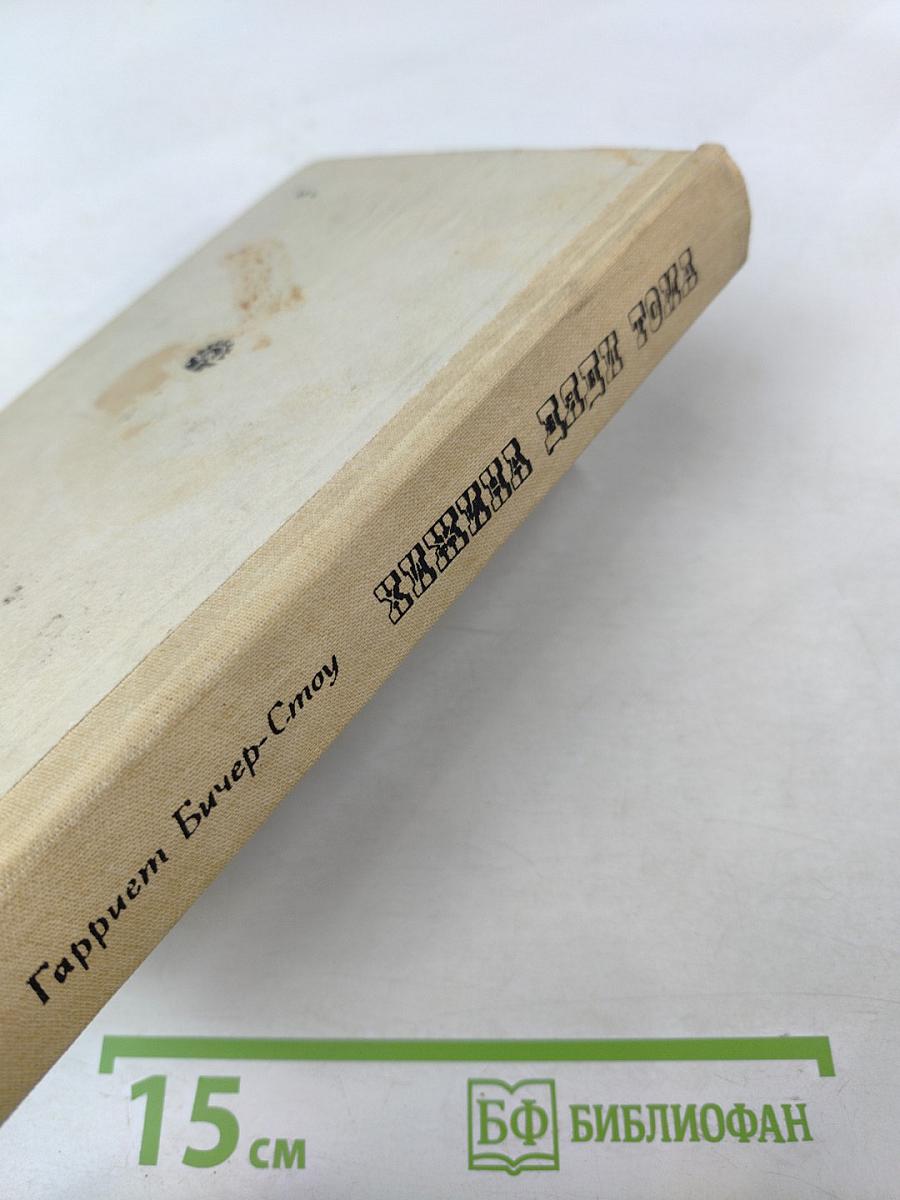 Гарриет Бичер-Стоу ХИЖИНА ДЯДИ ТОМА
15 см
БФ БИБЛИОФАН